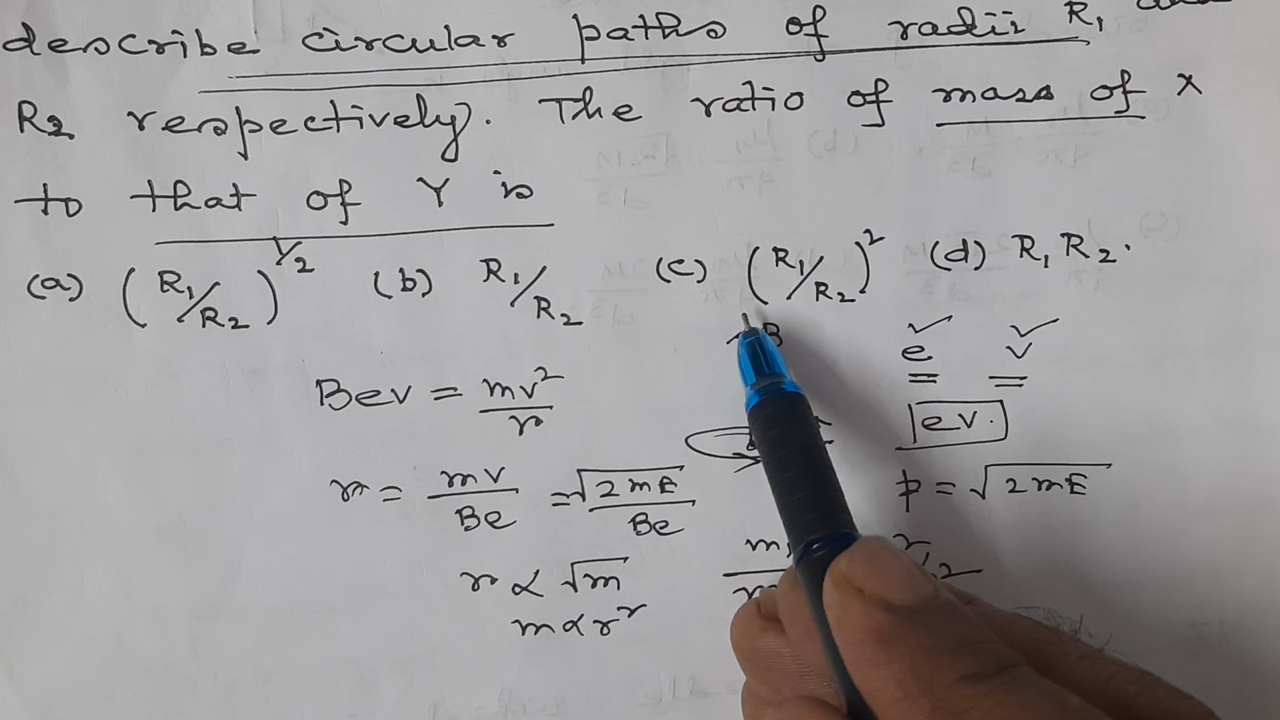 describe circular paths of radii R₁
R₂ respectively. The ratio of mass of X
to that of Y is
(a) (R₁/R₂)^1/2 (b) R₁/R₂ (c) (R₁/R₂)² (d) R₁R₂.
B e v
Bev = mv²/r ev.
r = mv/Be = √2mE/Be p = √2mE
r ∝ √m
m ∝ r²